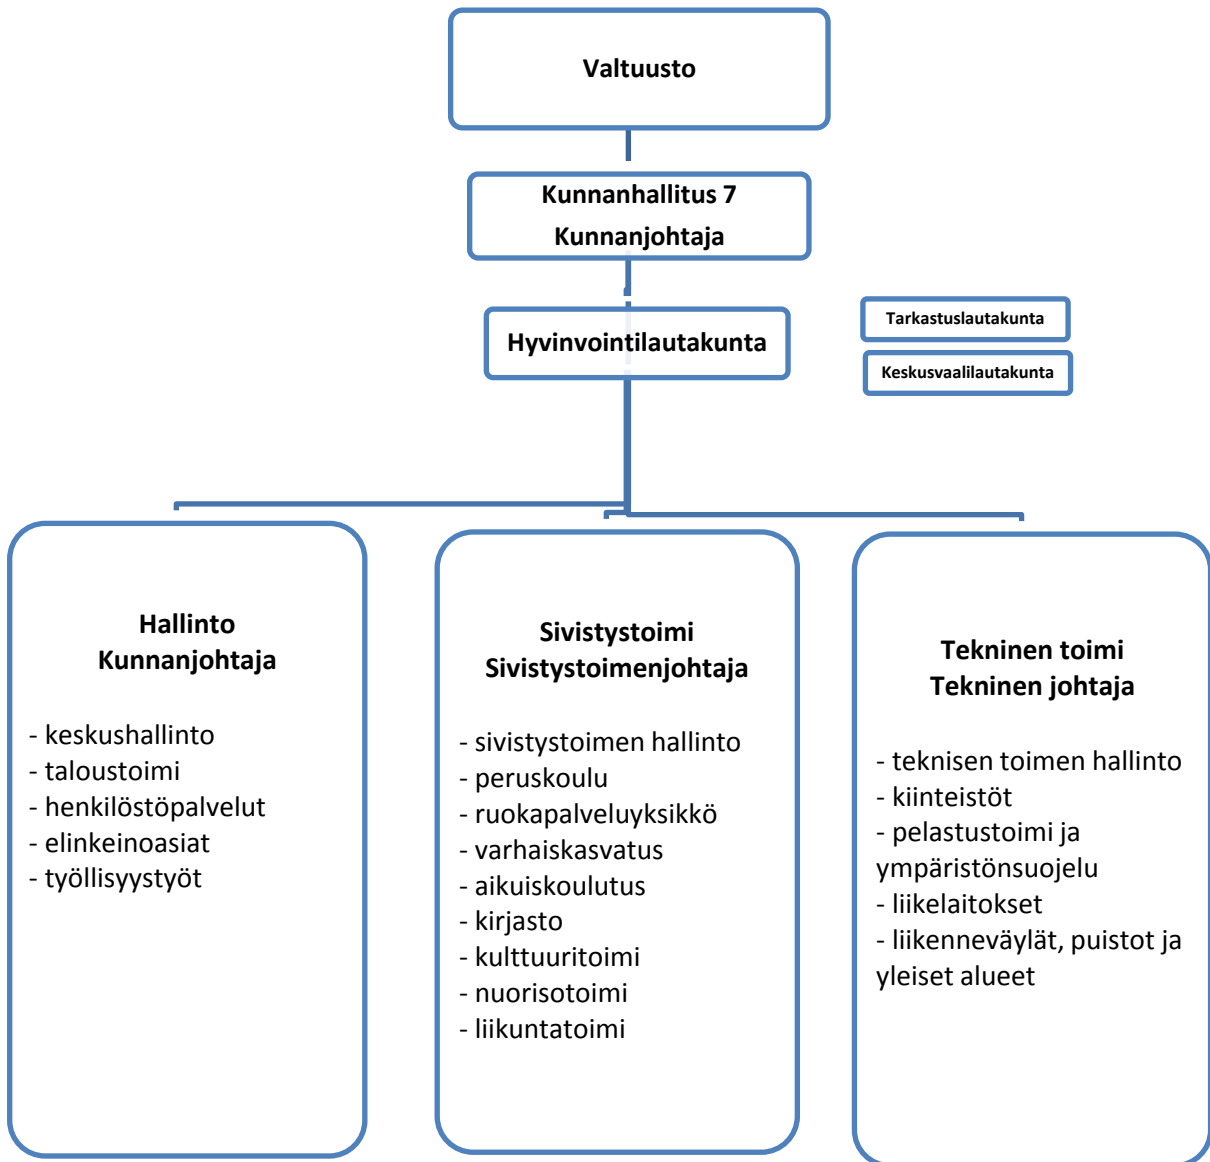 Valtuusto
Kunnanhallitus 7
Kunnanjohtaja
Hyvinvointilautakunta
Tarkastuslautakunta
Keskusvaalilautakunta
Hallinto
Kunnanjohtaja
- keskushallinto
- taloustoimi
- henkilöstöpalvelut
- elinkeinoasiat
- työllisyystyöt
Sivistystoimi
Sivistystoimenjohtaja
- sivistystoimen hallinto
- peruskoulu
- ruokapalveluyksikkö
- varhaiskasvatus
- aikuiskoulutus
- kirjasto
- kulttuuritoimi
- nuorisotoimi
- liikuntatoimi
Tekninen toimi
Tekninen johtaja
- teknisen toimen hallinto
- kiinteistöt
- pelastustoimi ja
ympäristönsuojelu
- liikelaitokset
- liikenneväylät, puistot ja
yleiset alueet